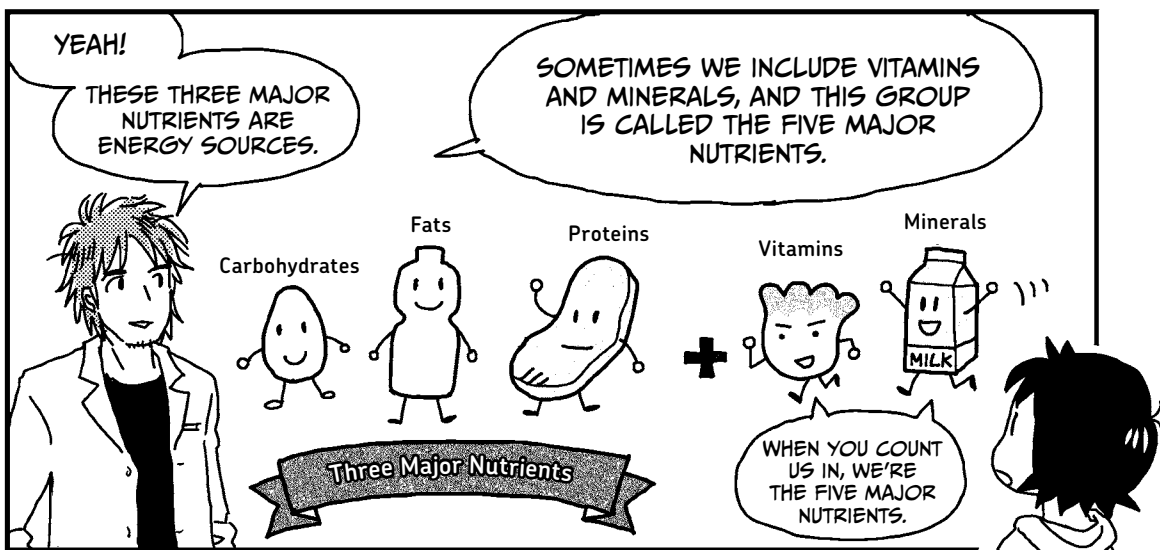 YEAH!
THESE THREE MAJOR
NUTRIENTS ARE
ENERGY SOURCES.
SOMETIMES WE INCLUDE VITAMINS
AND MINERALS, AND THIS GROUP
IS CALLED THE FIVE MAJOR
NUTRIENTS.
Carbohydrates
Fats
Proteins
Vitamins
Minerals
MILK
Three Major Nutrients
WHEN YOU COUNT
US IN, WE'RE
THE FIVE MAJOR
NUTRIENTS.